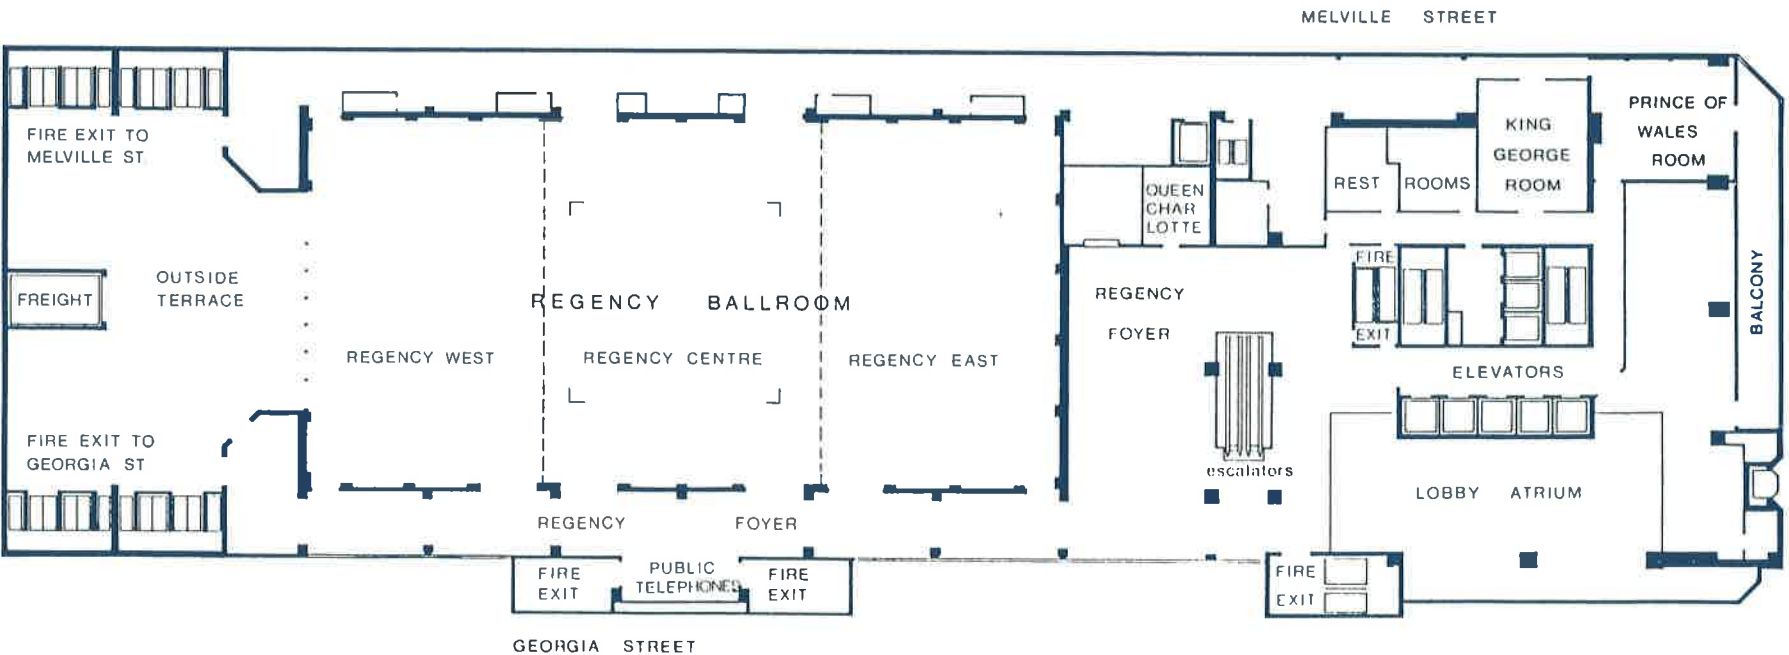 MELVILLE STREET
FIRE EXIT TO
MELVILLE ST
FREIGHT
OUTSIDE
TERRACE
FIRE EXIT TO
GEORGIA ST
REGENCY BALLROOM
REGENCY WEST
REGENCY CENTRE
REGENCY EAST
REGENCY FOYER
FIRE
EXIT
PUBLIC
TELEPHONES
FIRE
EXIT
GEORGIA STREET
QUEEN
CHAR
LOTTE
REGENCY
FOYER
escalators
REST ROOMS
KING
GEORGE
ROOM
PRINCE OF
WALES
ROOM
FIRE
EXIT
ELEVATORS
LOBBY ATRIUM
BALCONY
FIRE
EXIT